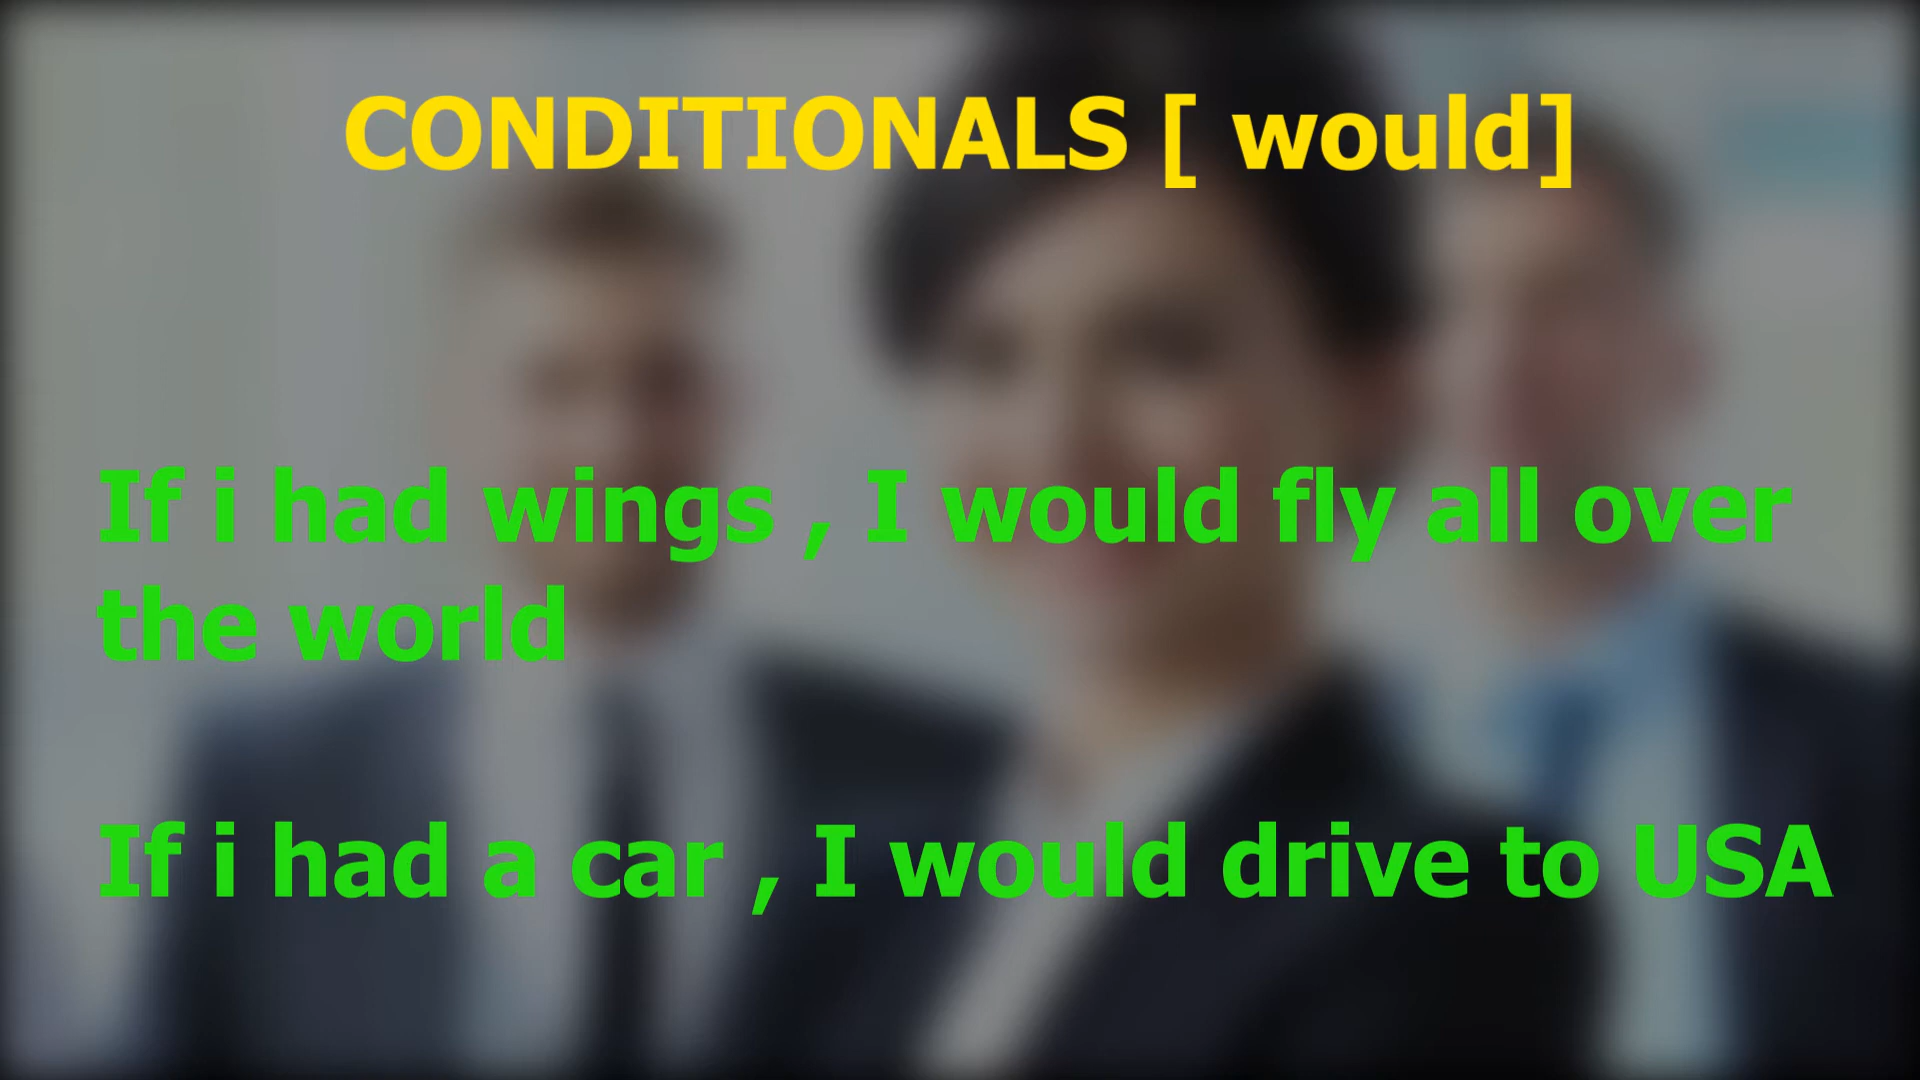 CONDITIONALS [ would]
If i had wings , I would fly all over
the world
If i had a car , I would drive to USA